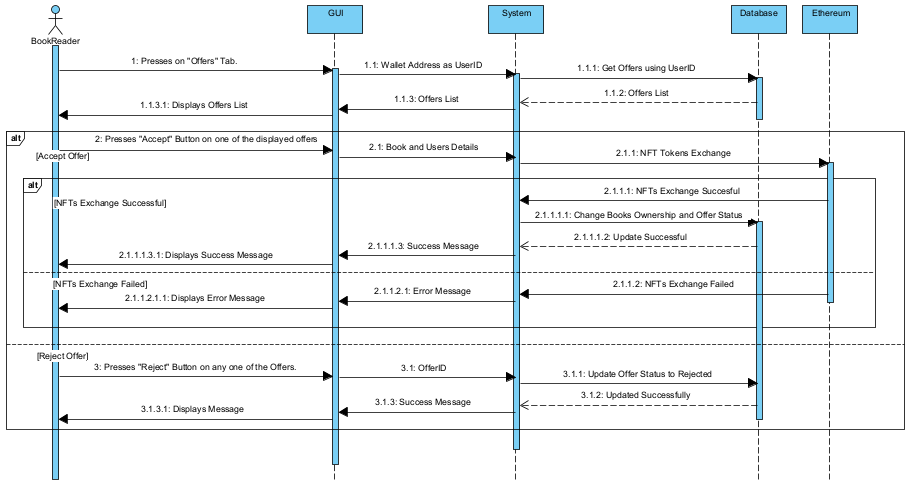 GUI
System
Database
Ethereum
BookReader
1: Presses on "Offers" Tab.
1.1: Wallet Address as UserID
1.1.1: Get Offers using UserID
1.1.2: Offers List
1.1.3: Offers List
1.1.3.1: Displays Offers List
alt
2: Presses "Accept" Button on one of the displayed offers
[Accept Offer]
2.1: Book and Users Details
2.1.1: NFT Tokens Exchange
alt
2.1.1.1: NFTs Exchange Succesful
[NFTs Exchange Successful]
2.1.1.1.1: Change Books Ownership and Offer Status
2.1.1.1.2: Update Successful
2.1.1.1.3: Success Message
2.1.1.1.3.1: Displays Success Message
[NFTs Exchange Failed]
2.1.1.2: NFTs Exchange Failed
2.1.1.2.1: Error Message
2.1.1.2.1.1: Displays Error Message
[Reject Offer]
3: Presses "Reject" Button on any one of the Offers.
3.1: OfferID
3.1.1: Update Offer Status to Rejected
3.1.2: Updated Successfully
3.1.3: Success Message
3.1.3.1: Displays Message